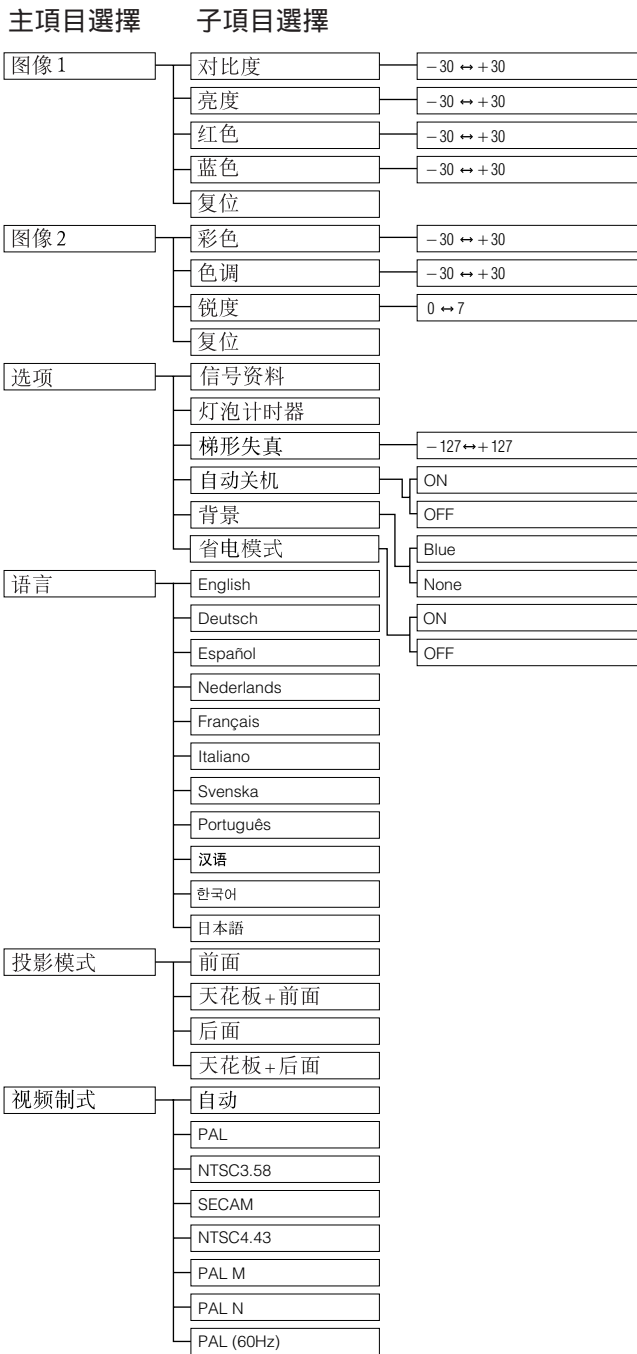 主項目選擇 子項目選擇
图像1 对比度 −30 ↔ +30
亮度 −30 ↔ +30
红色 −30 ↔ +30
蓝色 −30 ↔ +30
复位
图像2 彩色 −30 ↔ +30
色调 −30 ↔ +30
锐度 0 ↔ 7
复位
选项 信号资料
灯泡计时器
梯形失真 −127↔+127
自动关机 ON
背景 OFF
省电模式 Blue
语言 English None
Deutsch ON
Español OFF
Nederlands
Français
Italiano
Svenska
Português
汉语
한국어
日本語
投影模式 前面
天花板+前面
后面
天花板+后面
视频制式 自动
PAL
NTSC3.58
SECAM
NTSC4.43
PAL M
PAL N
PAL (60Hz)